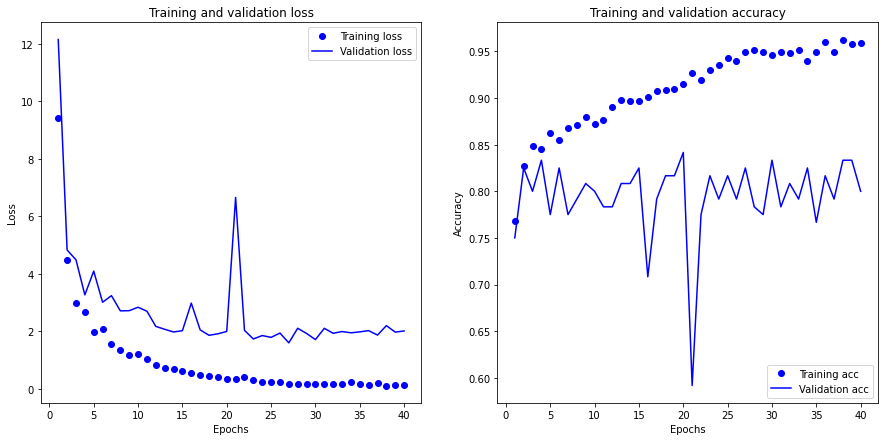 Training and validation loss
Training loss
Validation loss
Loss
12
10
8
6
4
2
0
0 5 10 15 20 25 30 35 40
Epochs
Training and validation accuracy
Accuracy
0.95
0.90
0.85
0.80
0.75
0.70
0.65
0.60
Training acc
Validation acc
0 5 10 15 20 25 30 35 40
Epochs